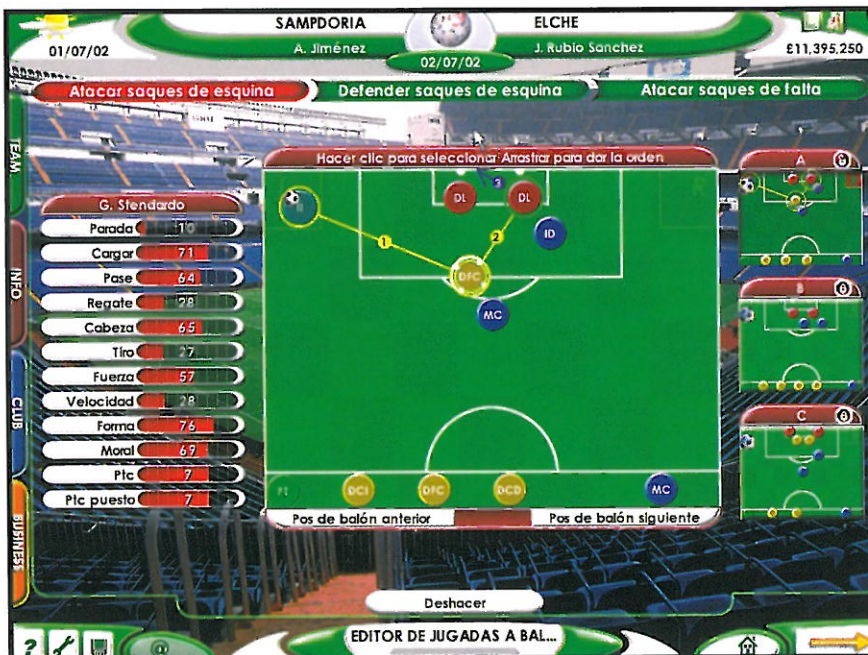 SAMPDORIA ELCHE
01/07/02 A. Jiménez J. Rubio Sanchez £11,395,250
02/07/02
Atacar saques de esquina Defender saques de esquina Atacar saques de falta
TEAM
INFO
CLUB
BUSINESS
Hacer clic para seleccionar Arrastrar para dar la orden
G. Stendardo
Parada 10
Cargar 71
Pase 64
Regate 28
Cabeza 65
Tiro 27
Fuerza 57
Velocidad 28
Forma 76
Moral 69
Ptc 7
Ptc puesto 7
3
DL DL
ID
1 2
DFC
MC
DCI DFC DCD MC
Pos de balón anterior Pos de balón siguiente
A
B
C
Deshacer
? @ EDITOR DE JUGADAS A BAL...